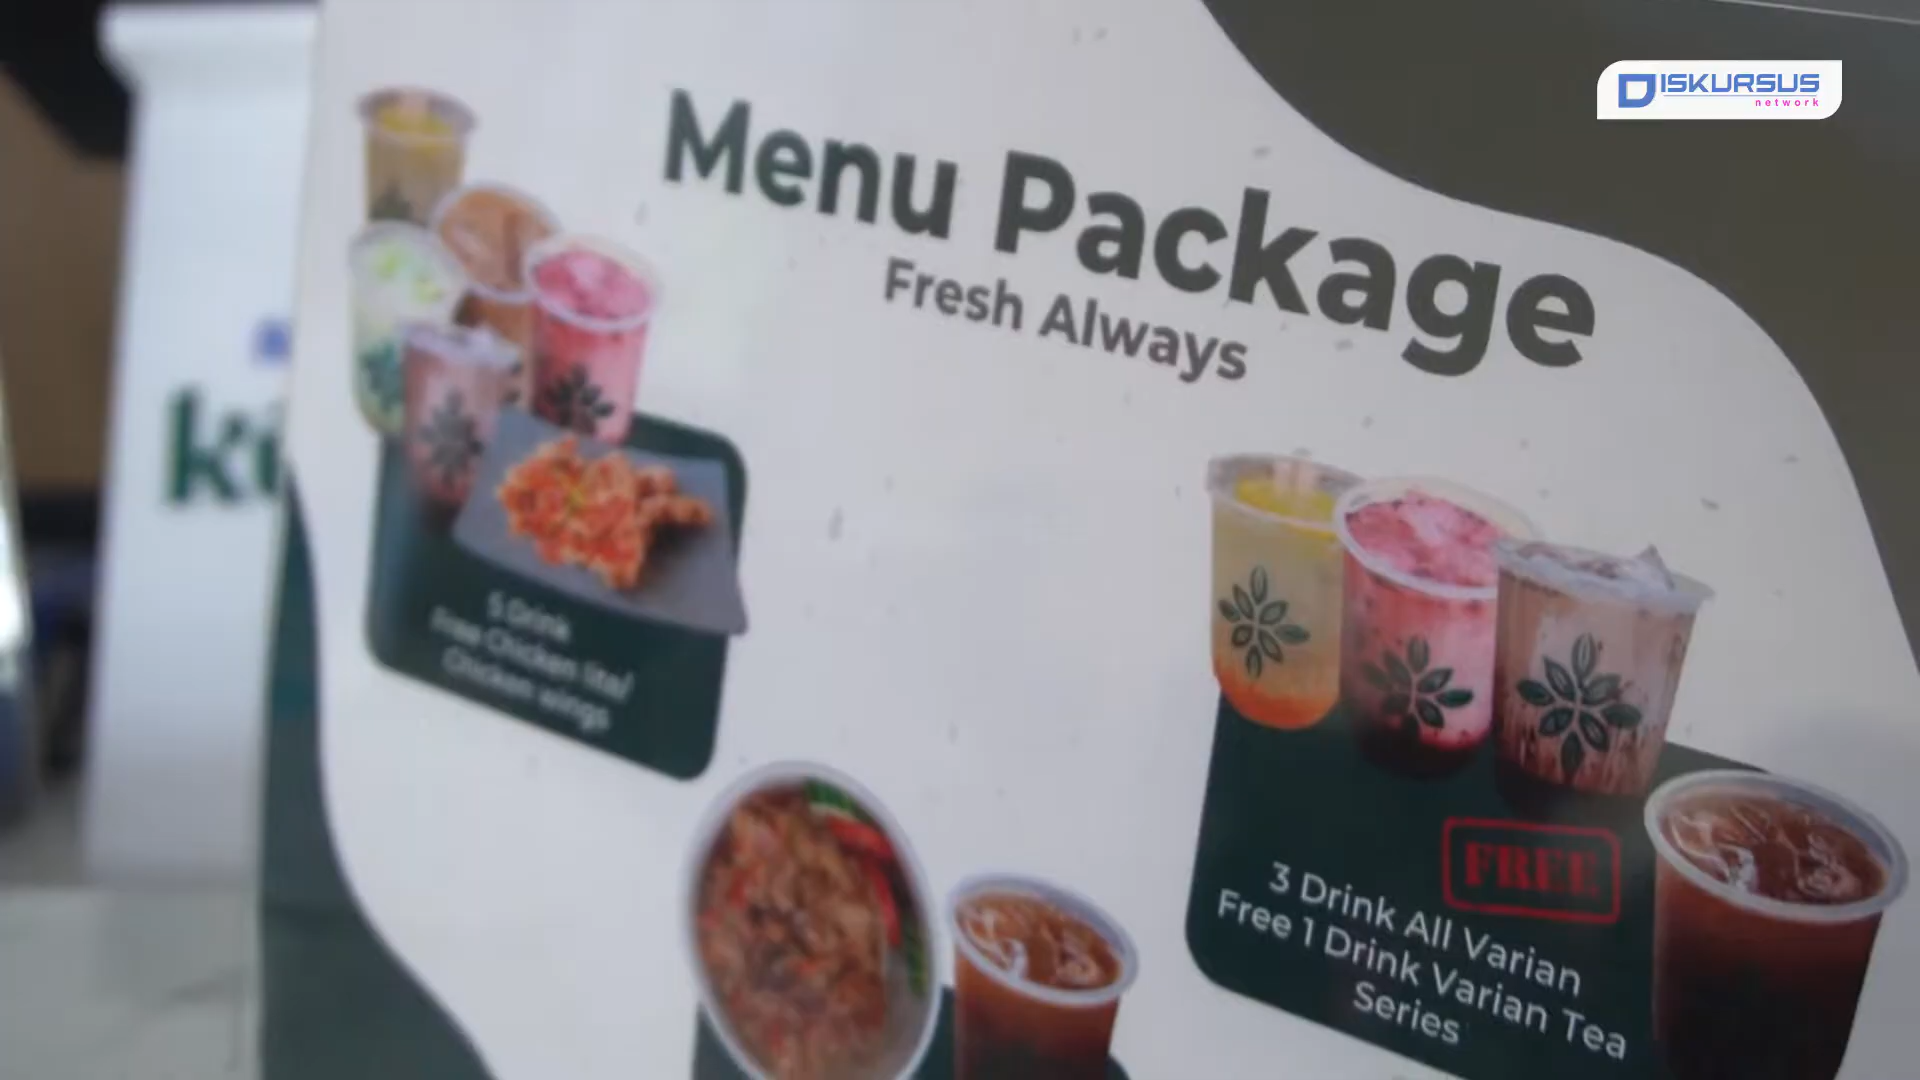 DISKURSUS
network
Menu Package
Fresh Always
ki
5 Drink
Free Chicken
Chicken wings
FREE
3 Drink All Varian
Free 1 Drink Varian Tea
Series